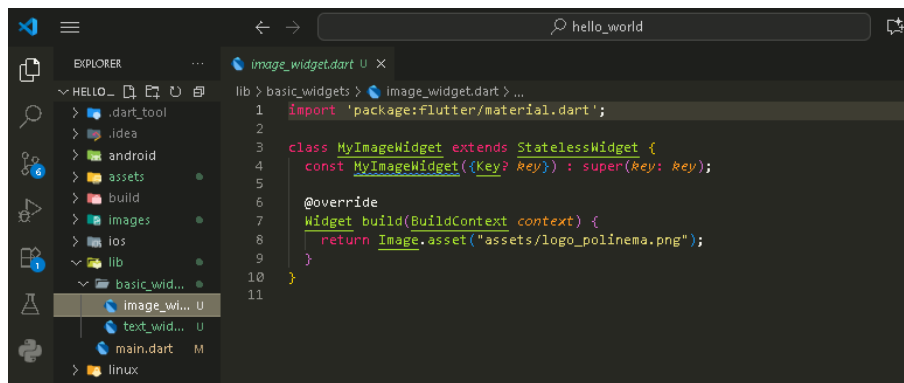 hello_world
EXPLORER
...
image_widget.dart U
HELLO_
lib > basic_widgets > image_widget.dart > ...
.dart_tool
.idea
android
assets
build
images
ios
lib
basic_wid...
image_wi... U
text_wid... U
main.dart M
linux
6
1
1 import 'package:flutter/material.dart';
2
3 class MyImageWidget extends StatelessWidget {
4 const MyImageWidget({Key? key}) : super(key: key);
5
6 @override
7 Widget build(BuildContext context) {
8 return Image.asset("assets/logo_polinema.png");
9 }
10 }
11